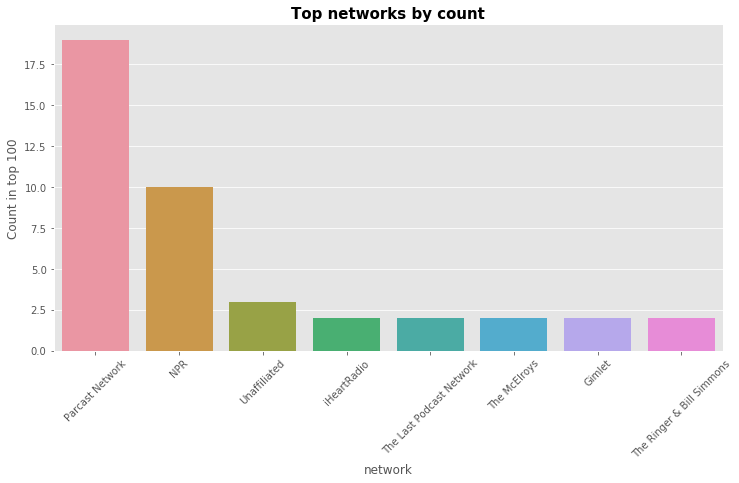 Top networks by count
Count in top 100
17.5
15.0
12.5
10.0
7.5
5.0
2.5
0.0
Parcast Network
NPR
Unaffiliated
iHeartRadio
The Last Podcast Network
The McElroys
Gimlet
The Ringer & Bill Simmons
network